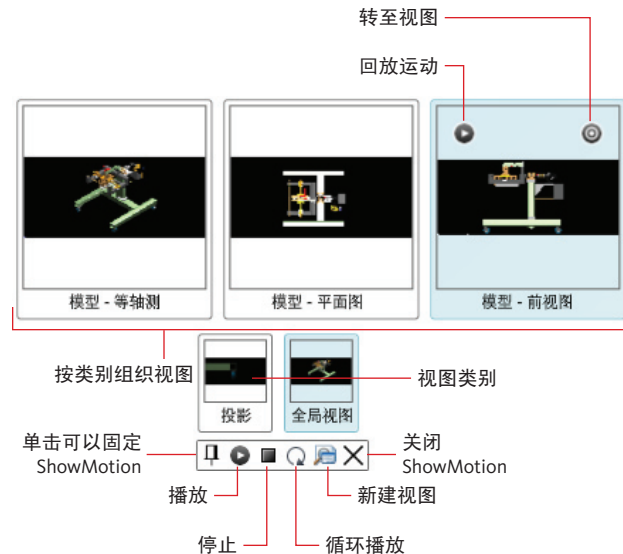 转至视图
回放运动
模型 - 等轴测
模型 - 平面图
模型 - 前视图
按类别组织视图
视图类别
投影
全局视图
单击可以固定
ShowMotion
关闭
ShowMotion
播放
新建视图
停止
循环播放